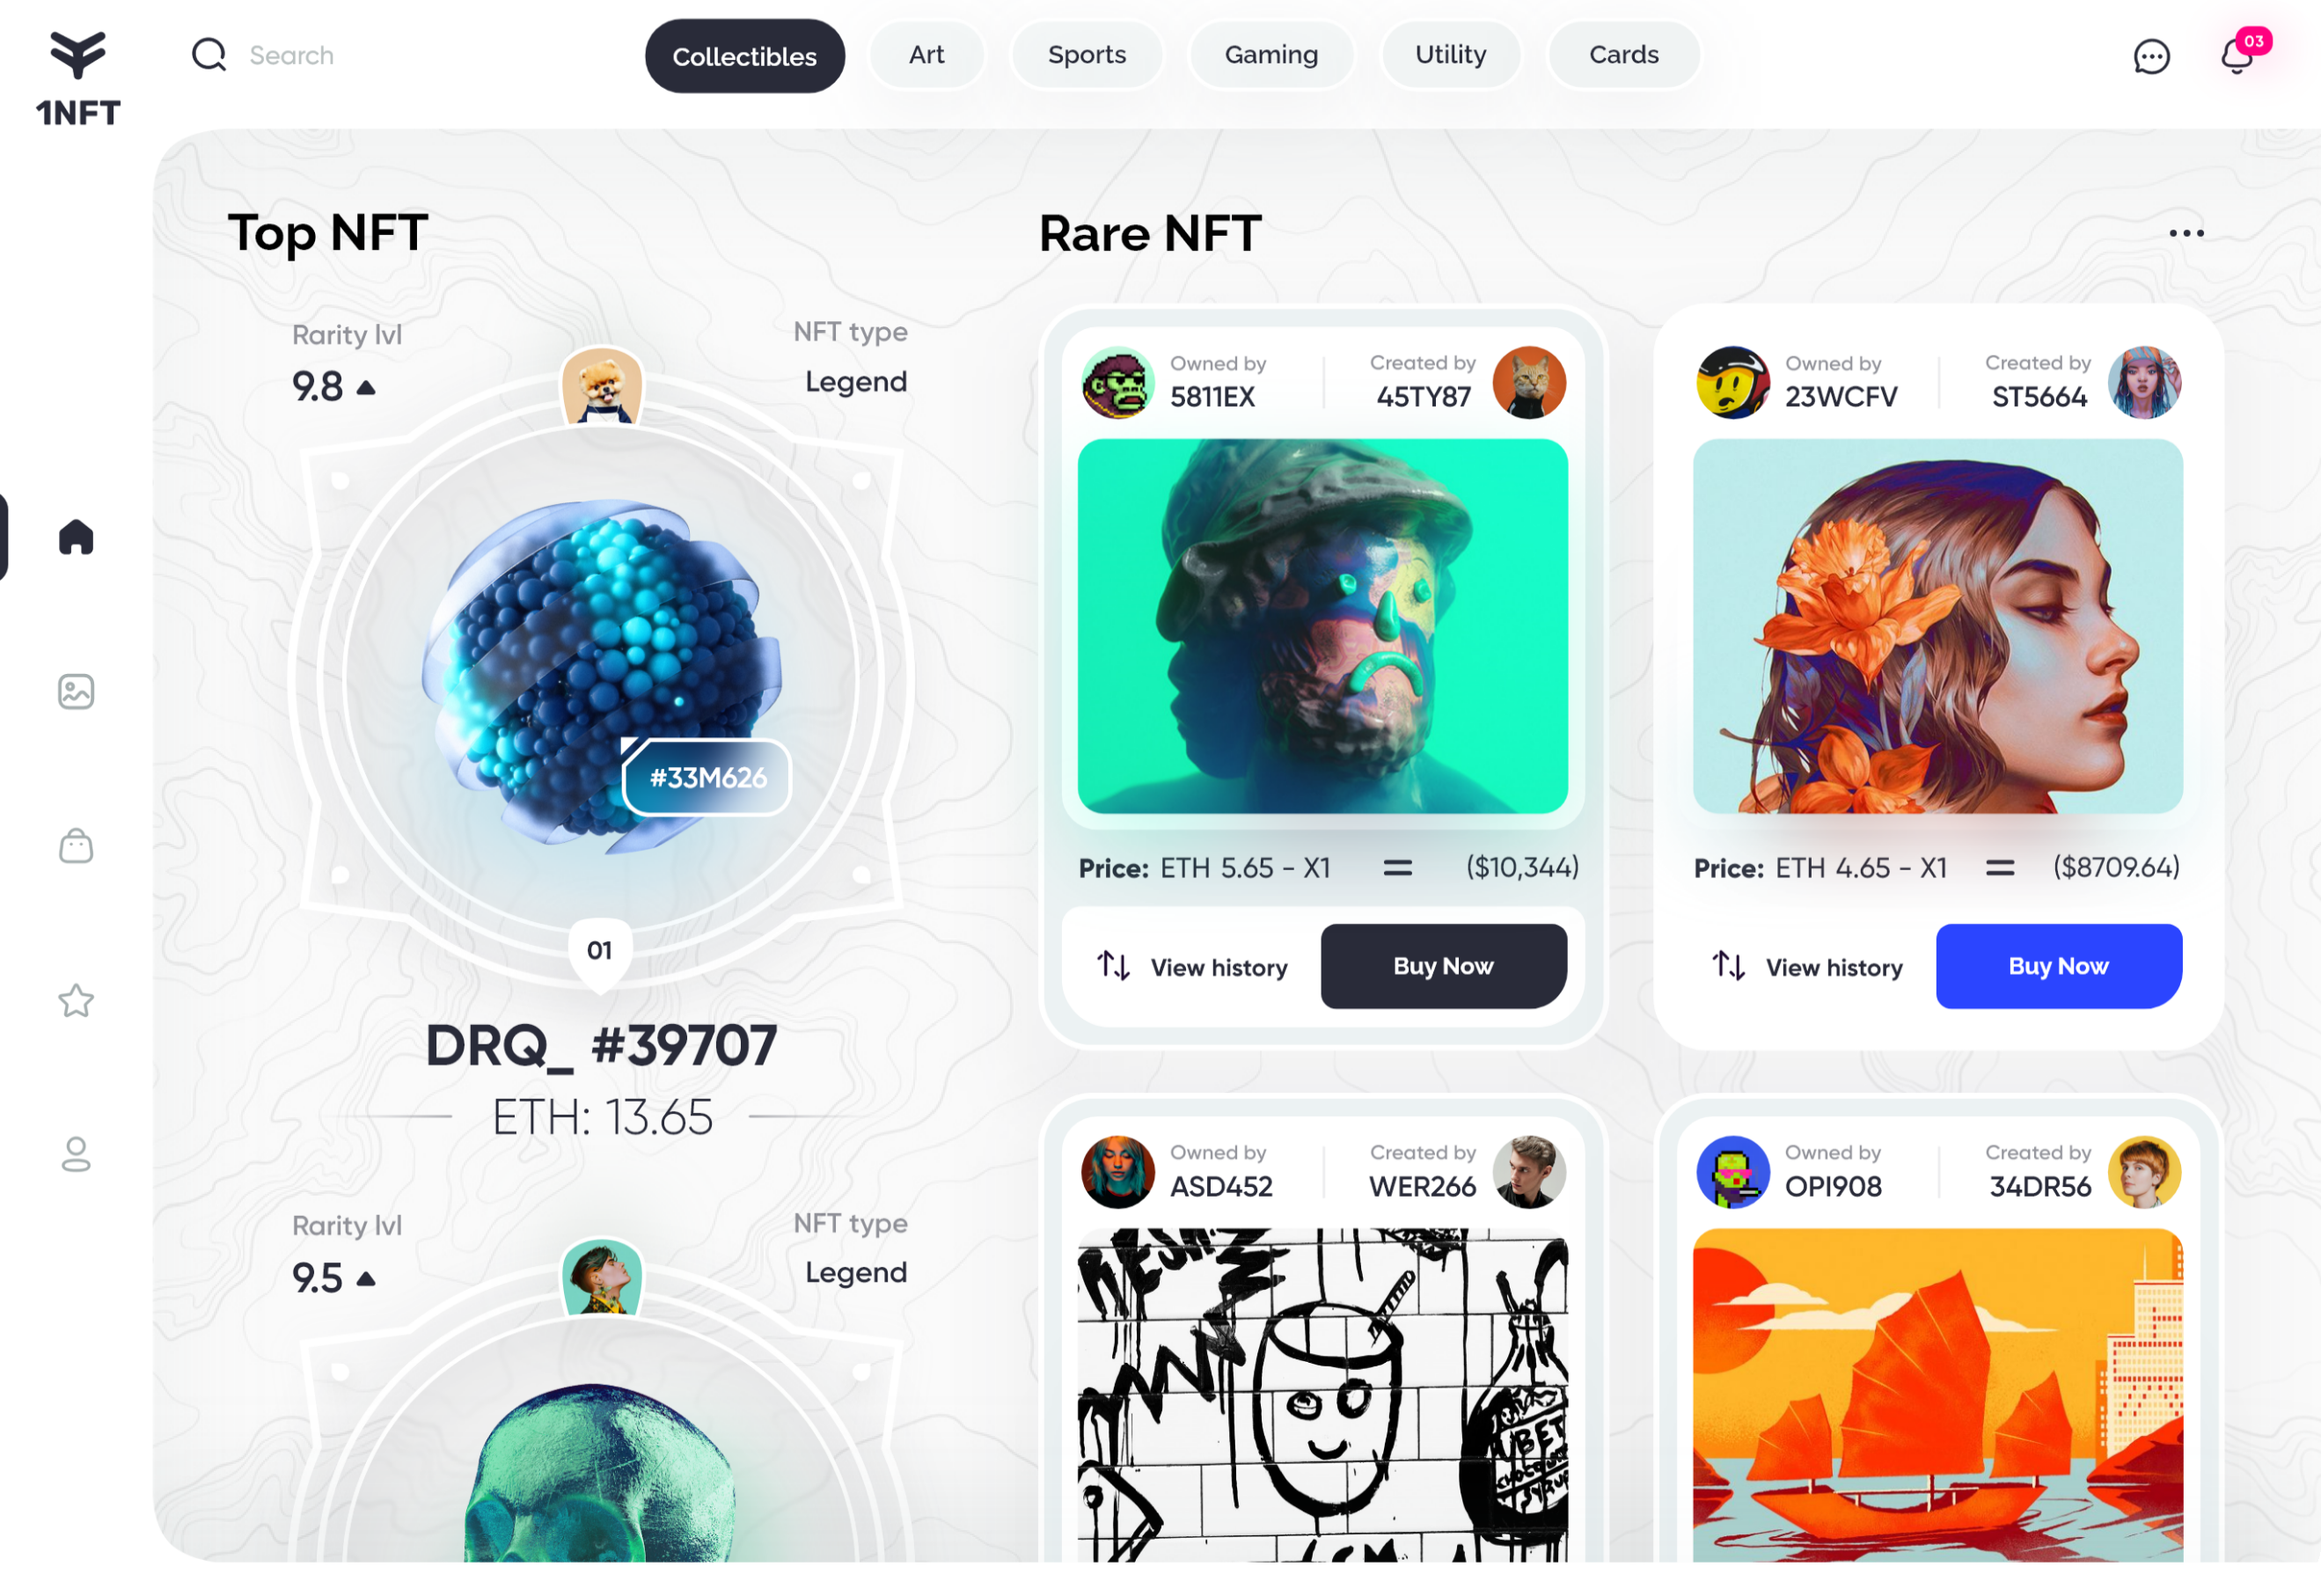 1NFT
Search
Collectibles
Art
Sports
Gaming
Utility
Cards
03
Top NFT
Rarity lvl
9.8
NFT type
Legend
#33M626
01
DRQ_ #39707
ETH: 13.65
Rarity lvl
9.5
NFT type
Legend
Rare NFT
Owned by
5811EX
Created by
45TY87
Price: ETH 5.65 - X1 = ($10,344)
View history
Buy Now
Owned by
23WCFV
Created by
ST5664
Price: ETH 4.65 - X1 = ($8709.64)
View history
Buy Now
Owned by
ASD452
Created by
WER266
Owned by
OPI908
Created by
34DR56